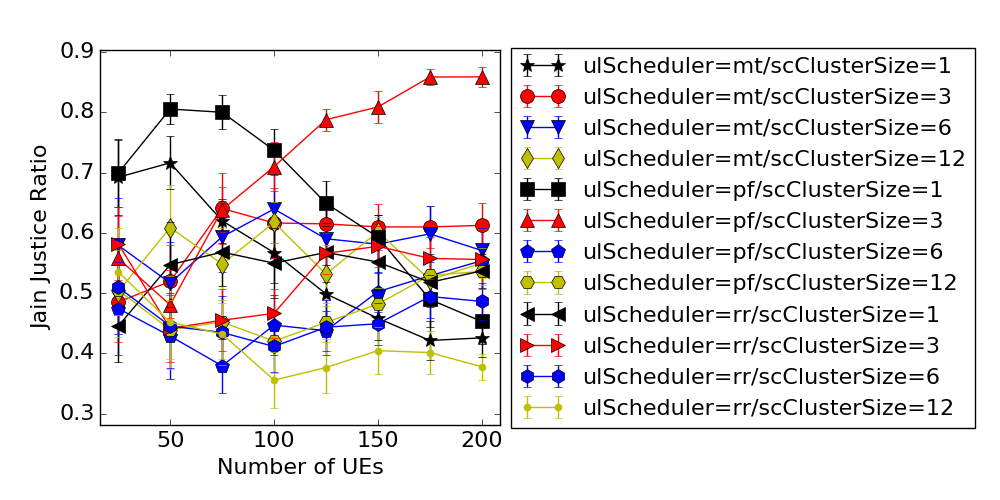 0.9
0.8
0.7
0.6
0.5
0.4
0.3
Jain Justice Ratio
50 100 150 200
Number of UEs
ulScheduler=mt/scClusterSize=1
ulScheduler=mt/scClusterSize=3
ulScheduler=mt/scClusterSize=6
ulScheduler=mt/scClusterSize=12
ulScheduler=pf/scClusterSize=1
ulScheduler=pf/scClusterSize=3
ulScheduler=pf/scClusterSize=6
ulScheduler=pf/scClusterSize=12
ulScheduler=rr/scClusterSize=1
ulScheduler=rr/scClusterSize=3
ulScheduler=rr/scClusterSize=6
ulScheduler=rr/scClusterSize=12